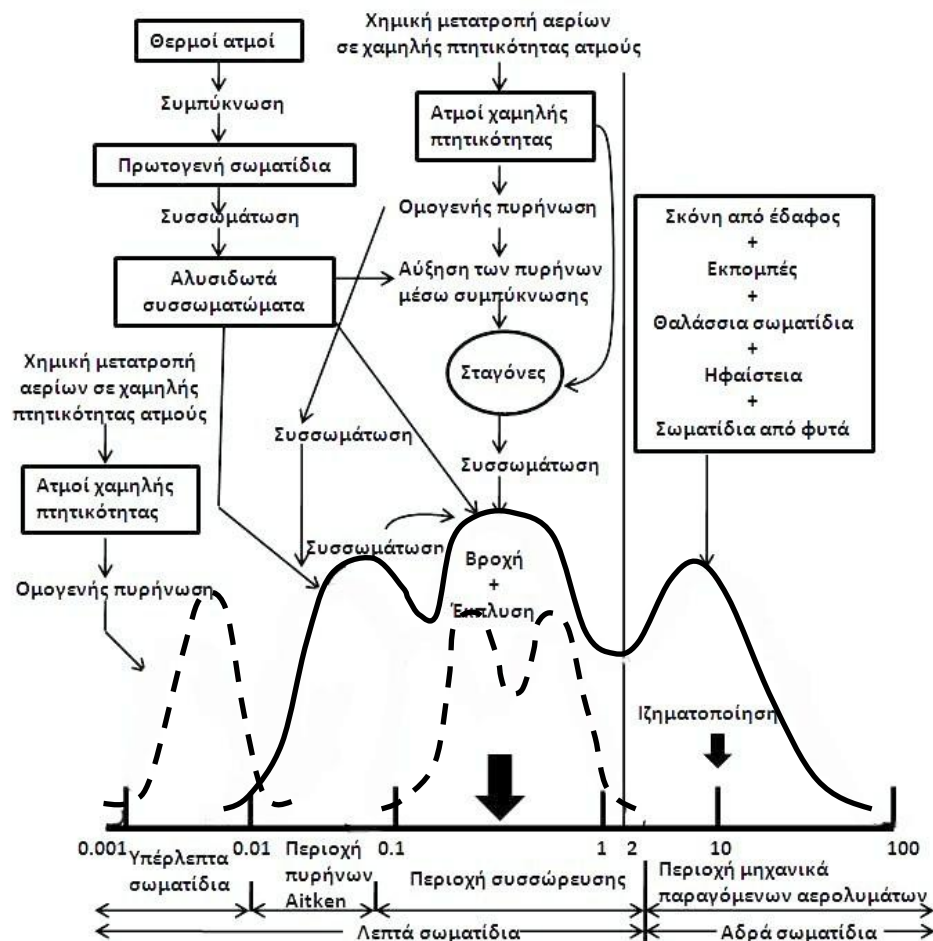 Θερμοί ατμοί
Συμπύκνωση
Πρωτογενή σωματίδια
Συσσωμάτωση
Αλυσιδωτά
συσσωματώματα
Χημική μετατροπή αερίων
σε χαμηλής πτητικότητας ατμούς
Ατμοί χαμηλής
πτητικότητας
Ομογενής πυρήνωση
Αύξηση των πυρήνων
μέσω συμπύκνωσης
Σταγόνες
Συσσωμάτωση
Σκόνη από έδαφος
+
Εκπομπές
+
Θαλάσσια σωματίδια
+
Ηφαίστεια
+
Σωματίδια από φυτά
Χημική μετατροπή
αερίων σε χαμηλής
πτητικότητας ατμούς
Ατμοί χαμηλής
πτητικότητας
Ομογενής πυρήνωση
Συσσωμάτωση
Συσσωμάτωση
Βροχή
+
Έκπλυση
Ιζηματοποίηση
0.001 0.01 0.1 1 2 10 100
Υπέρλεπτα
σωματίδια
Περιοχή
πυρήνων
Aitken
Περιοχή συσσώρευσης
Περιοχή μηχανικά
παραγόμενων αερολυμάτων
Λεπτά σωματίδια
Αδρά σωματίδια